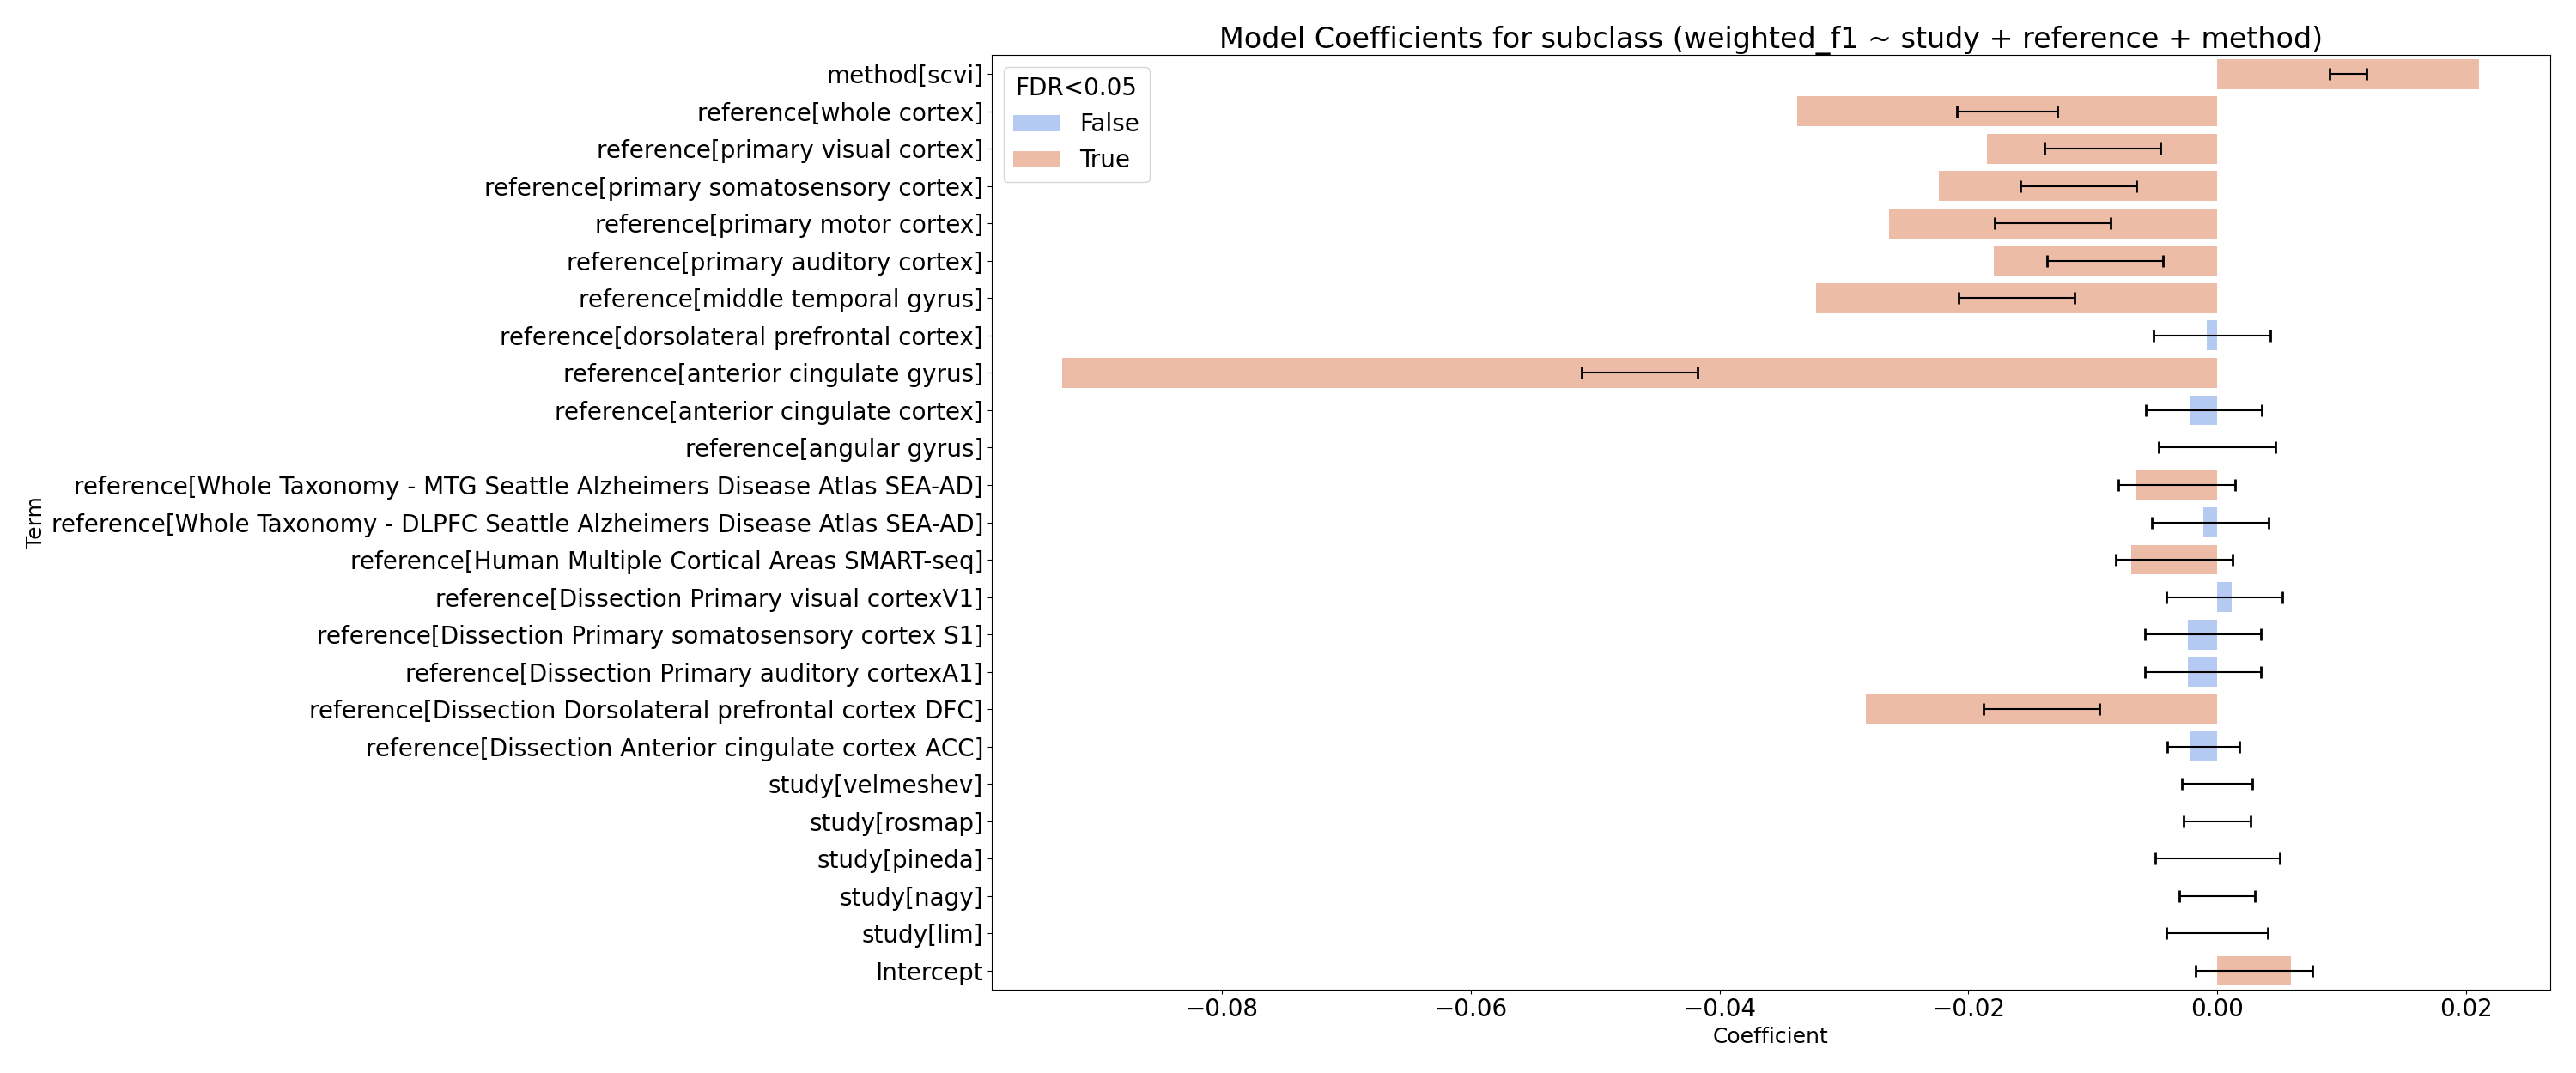 Model Coefficients for subclass (weighted_f1 ~ study + reference + method)
FDR<0.05
False
True
method[scvi]
reference[whole cortex]
reference[primary visual cortex]
reference[primary somatosensory cortex]
reference[primary motor cortex]
reference[primary auditory cortex]
reference[middle temporal gyrus]
reference[dorsolateral prefrontal cortex]
reference[anterior cingulate gyrus]
reference[anterior cingulate cortex]
reference[angular gyrus]
reference[Whole Taxonomy - MTG Seattle Alzheimers Disease Atlas SEA-AD]
reference[Whole Taxonomy - DLPFC Seattle Alzheimers Disease Atlas SEA-AD]
reference[Human Multiple Cortical Areas SMART-seq]
reference[Dissection Primary visual cortexV1]
reference[Dissection Primary somatosensory cortex S1]
reference[Dissection Primary auditory cortexA1]
reference[Dissection Dorsolateral prefrontal cortex DFC]
reference[Dissection Anterior cingulate cortex ACC]
study[velmeshev]
study[rosmap]
study[pineda]
study[nagy]
study[lim]
Intercept
Term
−0.08 −0.06 −0.04 −0.02 0.00 0.02
Coefficient